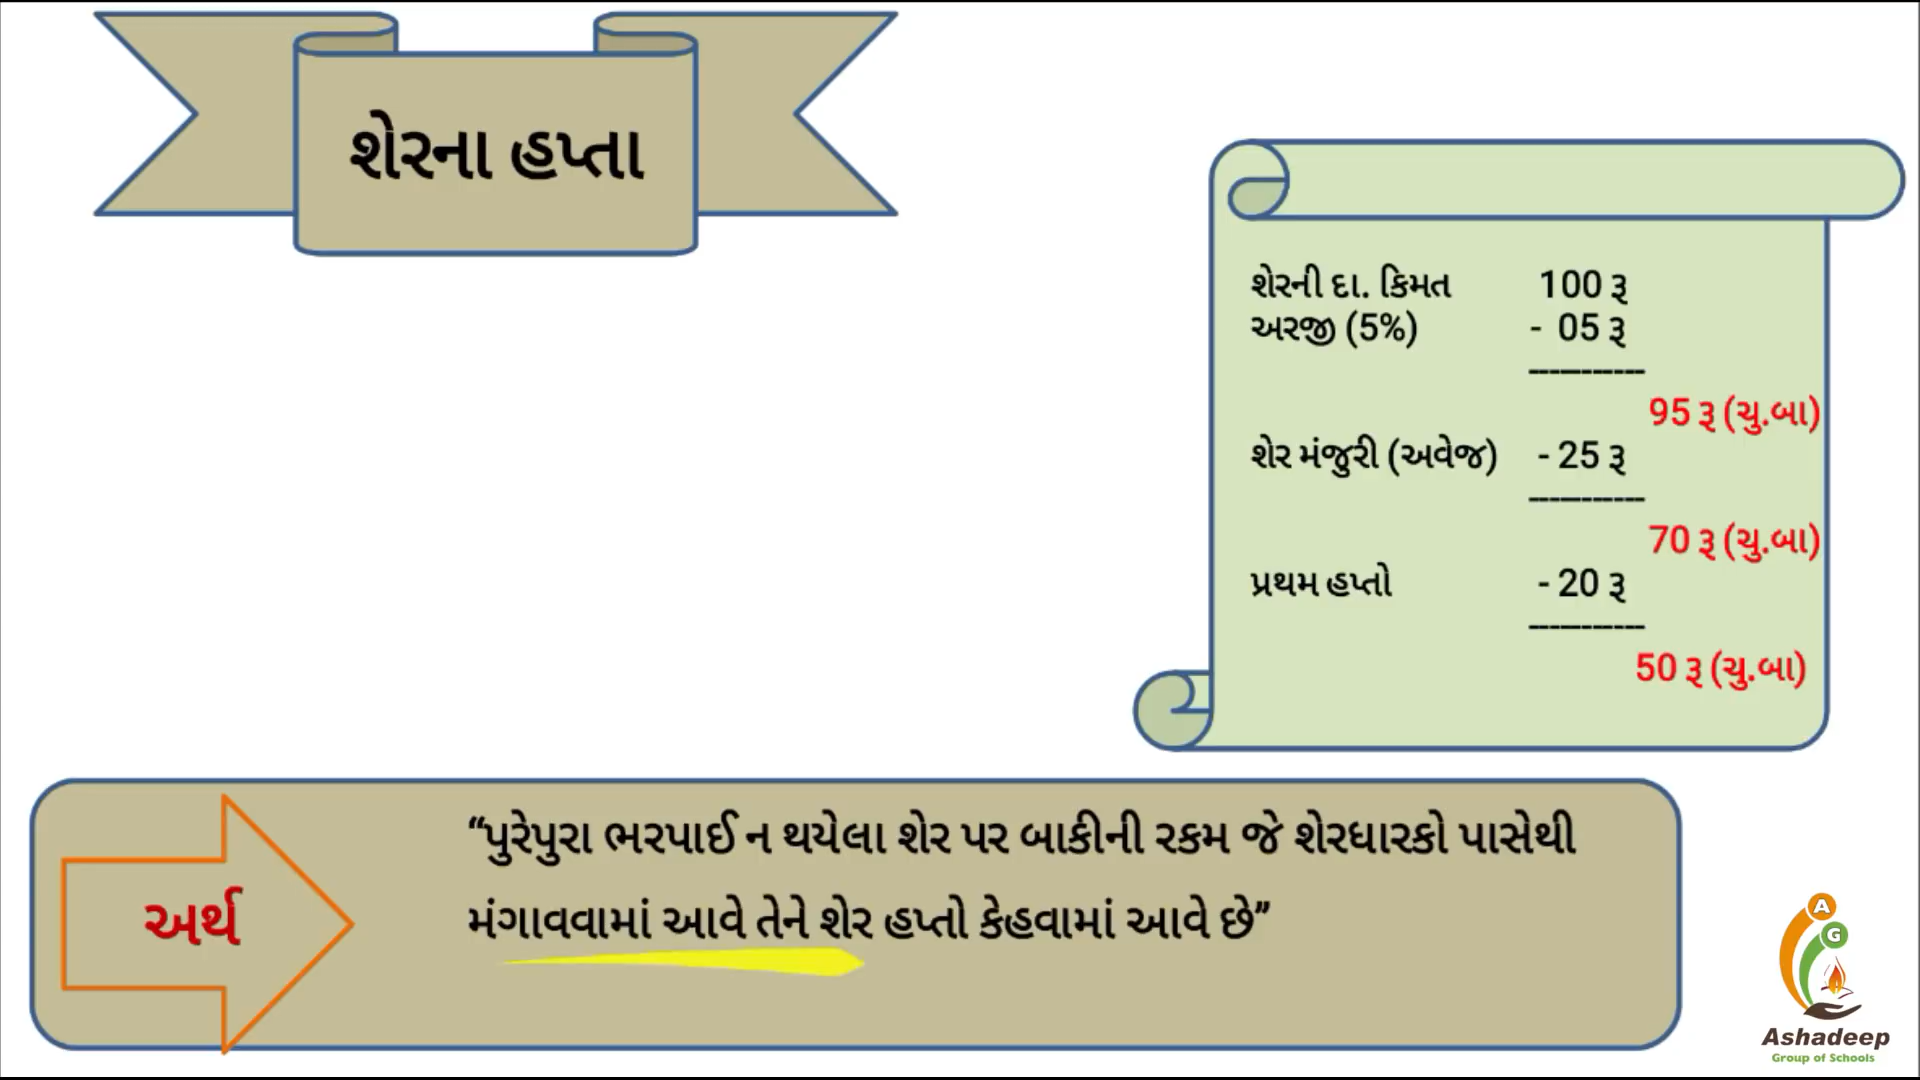 શેરના હપ્તા
શેરની દા. કિમત 100 રૂ
અરજી (5%) - 05 રૂ
-----------
95 રૂ (ચુ.બા)
શેર મંજુરી (અવેજ) - 25 રૂ
-----------
70 રૂ (ચુ.બા)
પ્રથમ હપ્તો - 20 રૂ
-----------
50 રૂ (ચુ.બા)
અર્થ
“પુરેપુરા ભરપાઈ ન થયેલા શેર પર બાકીની રકમ જે શેરધારકો પાસેથી
મંગાવવામાં આવે તેને શેર હપ્તો કેહવામાં આવે છે”
A
G
Ashadeep
Group of Schools